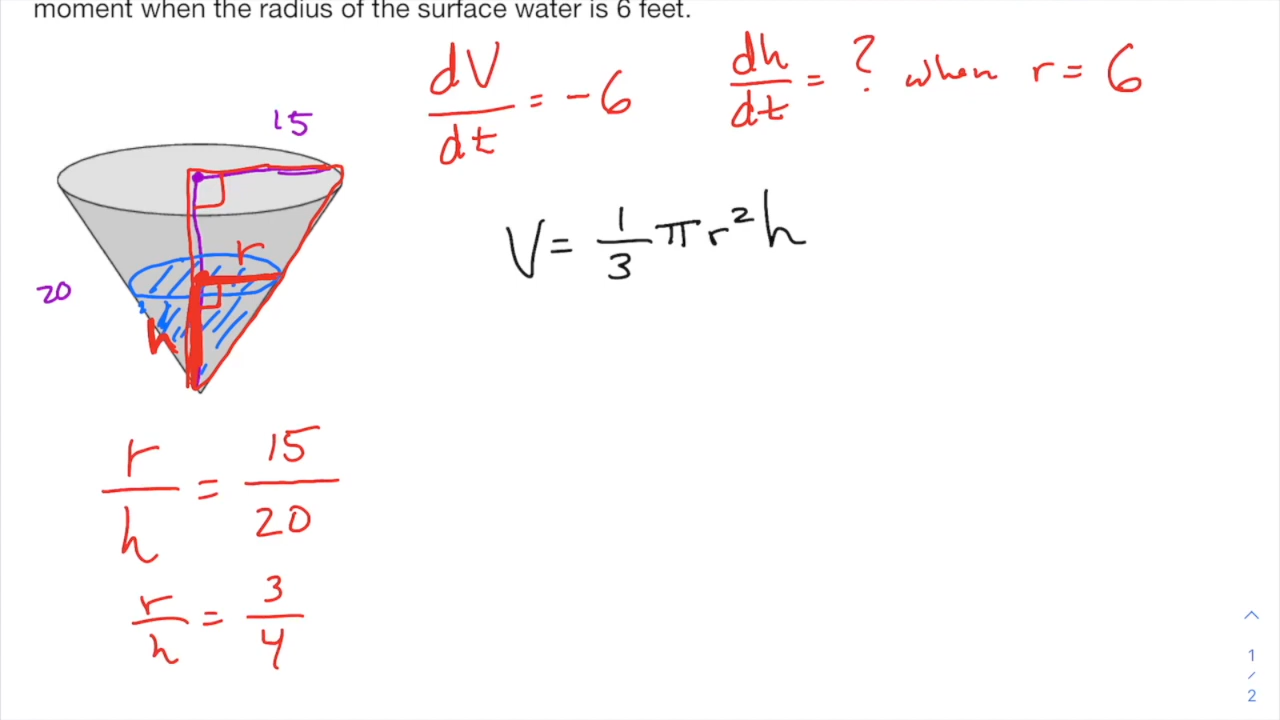 moment when the radius of the surface water is 6 feet.
dV/dt = -6
dh/dt = ? when r = 6
15
V = 1/3 πr²h
r
20
h
r/h = 15/20
r/h = 3/4
1
/
2